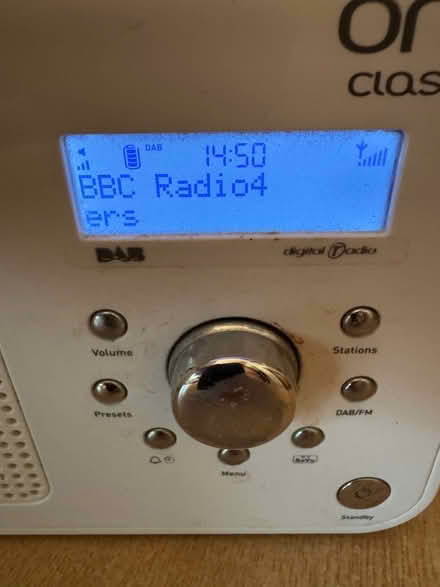 or
clas
DAB 14:50
BBC Radio4
ers
DAB digital radio
Volume
Stations
Presets
DAB/FM
Menu
Standby